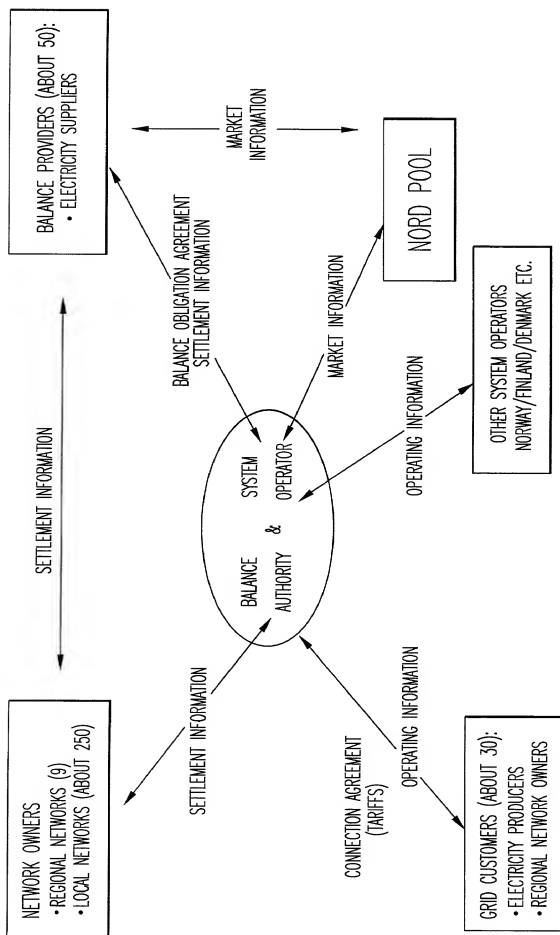 NETWORK OWNERS
• REGIONAL NETWORKS (9)
• LOCAL NETWORKS (ABOUT 250)
SETTLEMENT INFORMATION
BALANCE PROVIDERS (ABOUT 50):
• ELECTRICITY SUPPLIERS
SETTLEMENT INFORMATION
BALANCE OBLIGATION AGREEMENT
SETTLEMENT INFORMATION
MARKET
INFORMATION
BALANCE
AUTHORITY
&
SYSTEM
OPERATOR
MARKET INFORMATION
NORD POOL
CONNECTION AGREEMENT
(TARIFFS)
OPERATING INFORMATION
OPERATING INFORMATION
GRID CUSTOMERS (ABOUT 30):
• ELECTRICITY PRODUCERS
• REGIONAL NETWORK OWNERS
OTHER SYSTEM OPERATORS
NORWAY/FINLAND/DENMARK ETC.